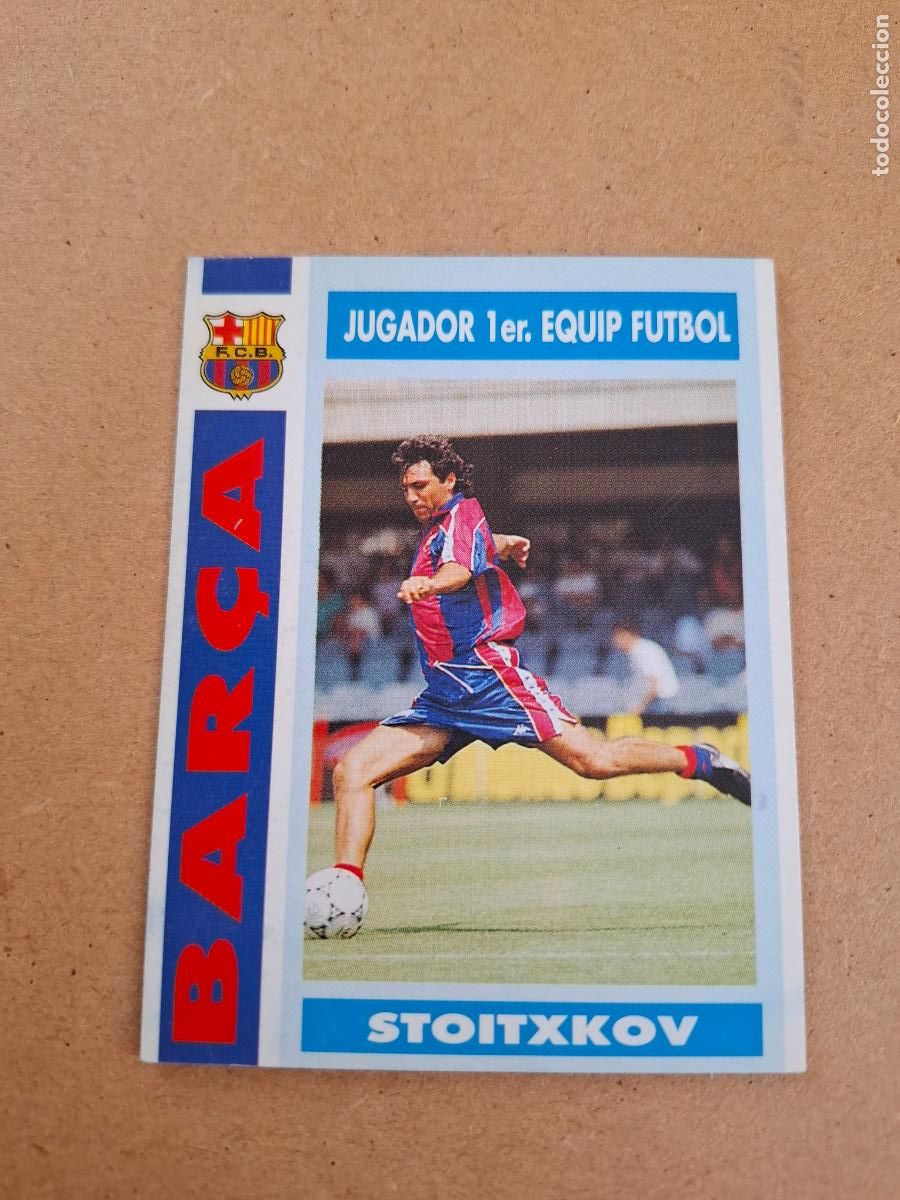 todocoleccion
JUGADOR 1er. EQUIP FUTBOL
F.C.B.
BARÇA
STOITXKOV